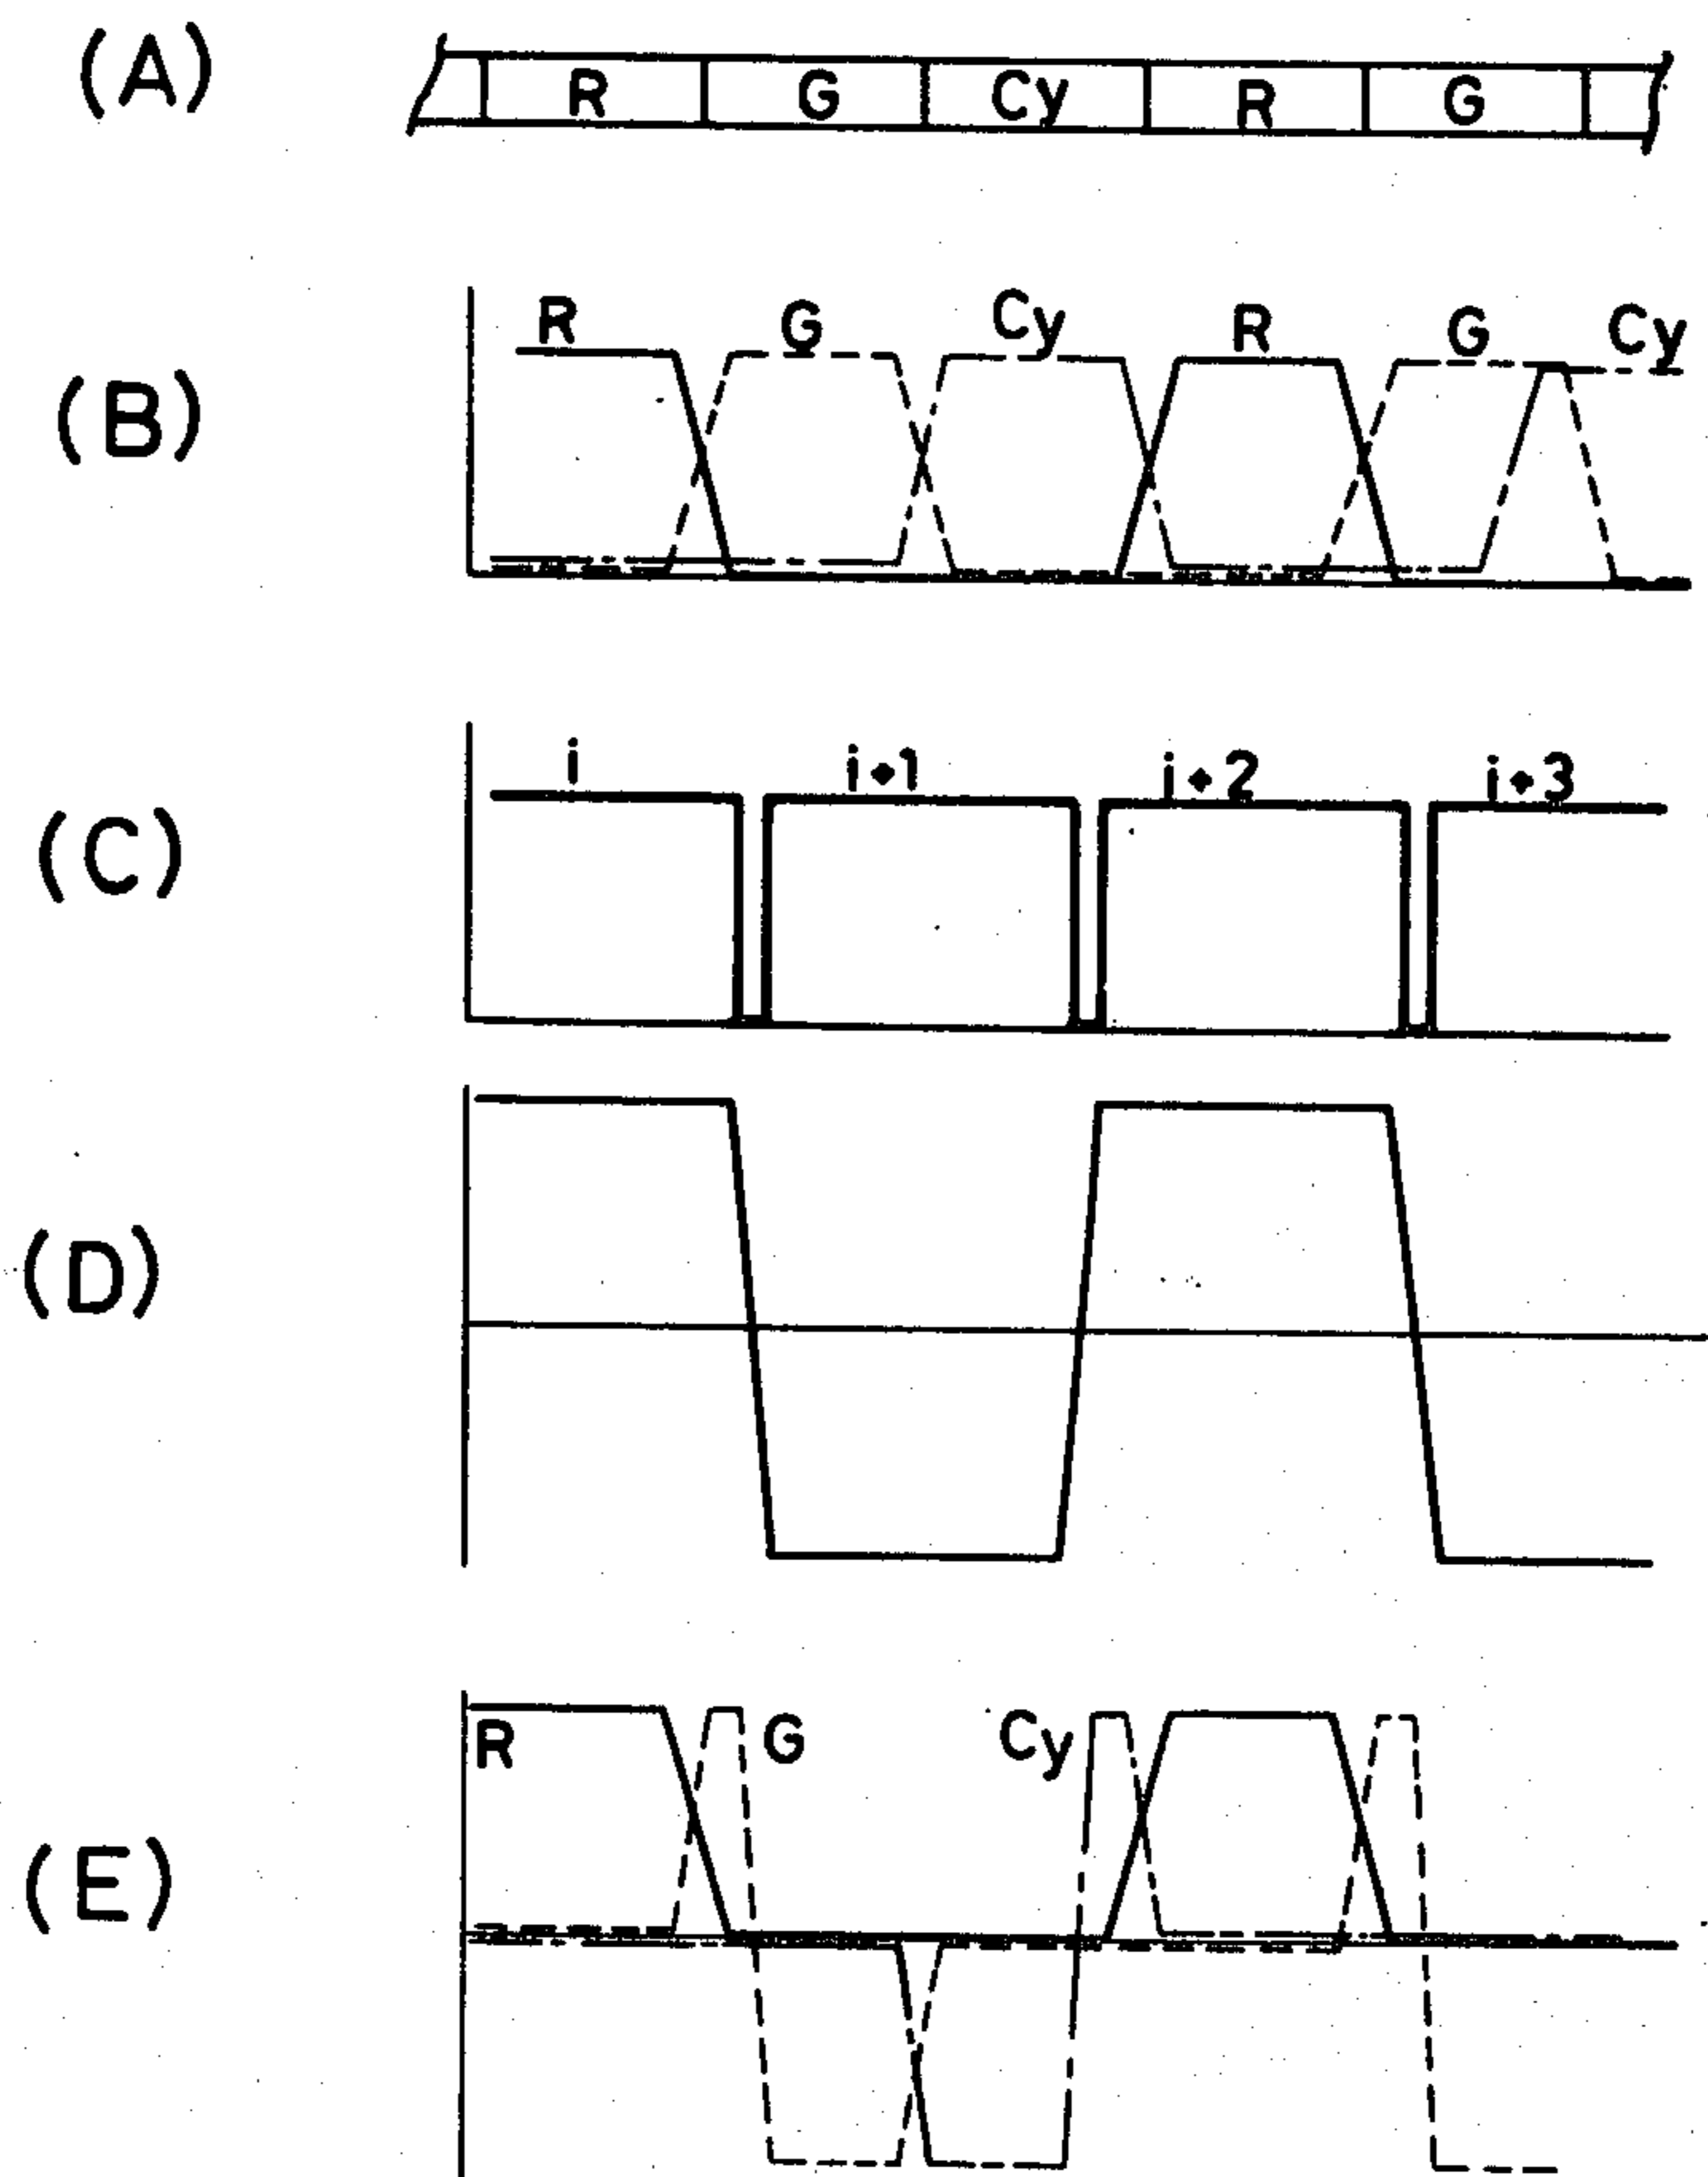 (A)
R G Cy R G
(B)
R G Cy R G Cy
(C)
i i+1 i+2 i+3
(D)
(E)
R G Cy